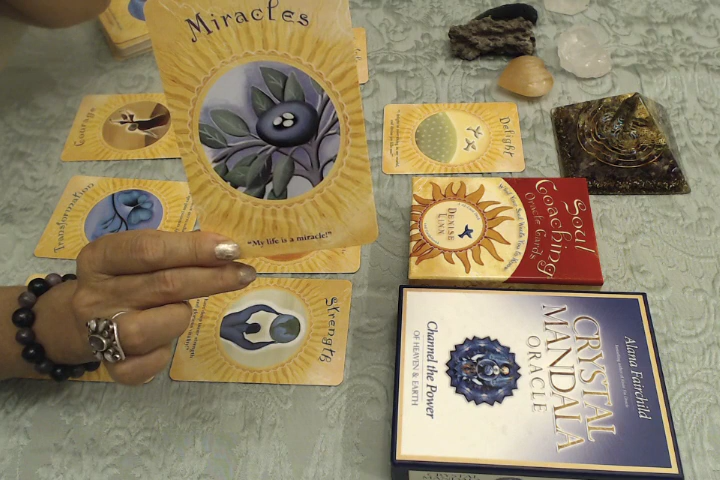 Miracles
"My life is a miracle!"
Courage
Transformation
Strength
Delight
Soul
Coaching
Oracle Cards
DENISE
LINN
Alana Fairchild
CRYSTAL
MANDALA
ORACLE
Channel the Power
OF HEAVEN & EARTH